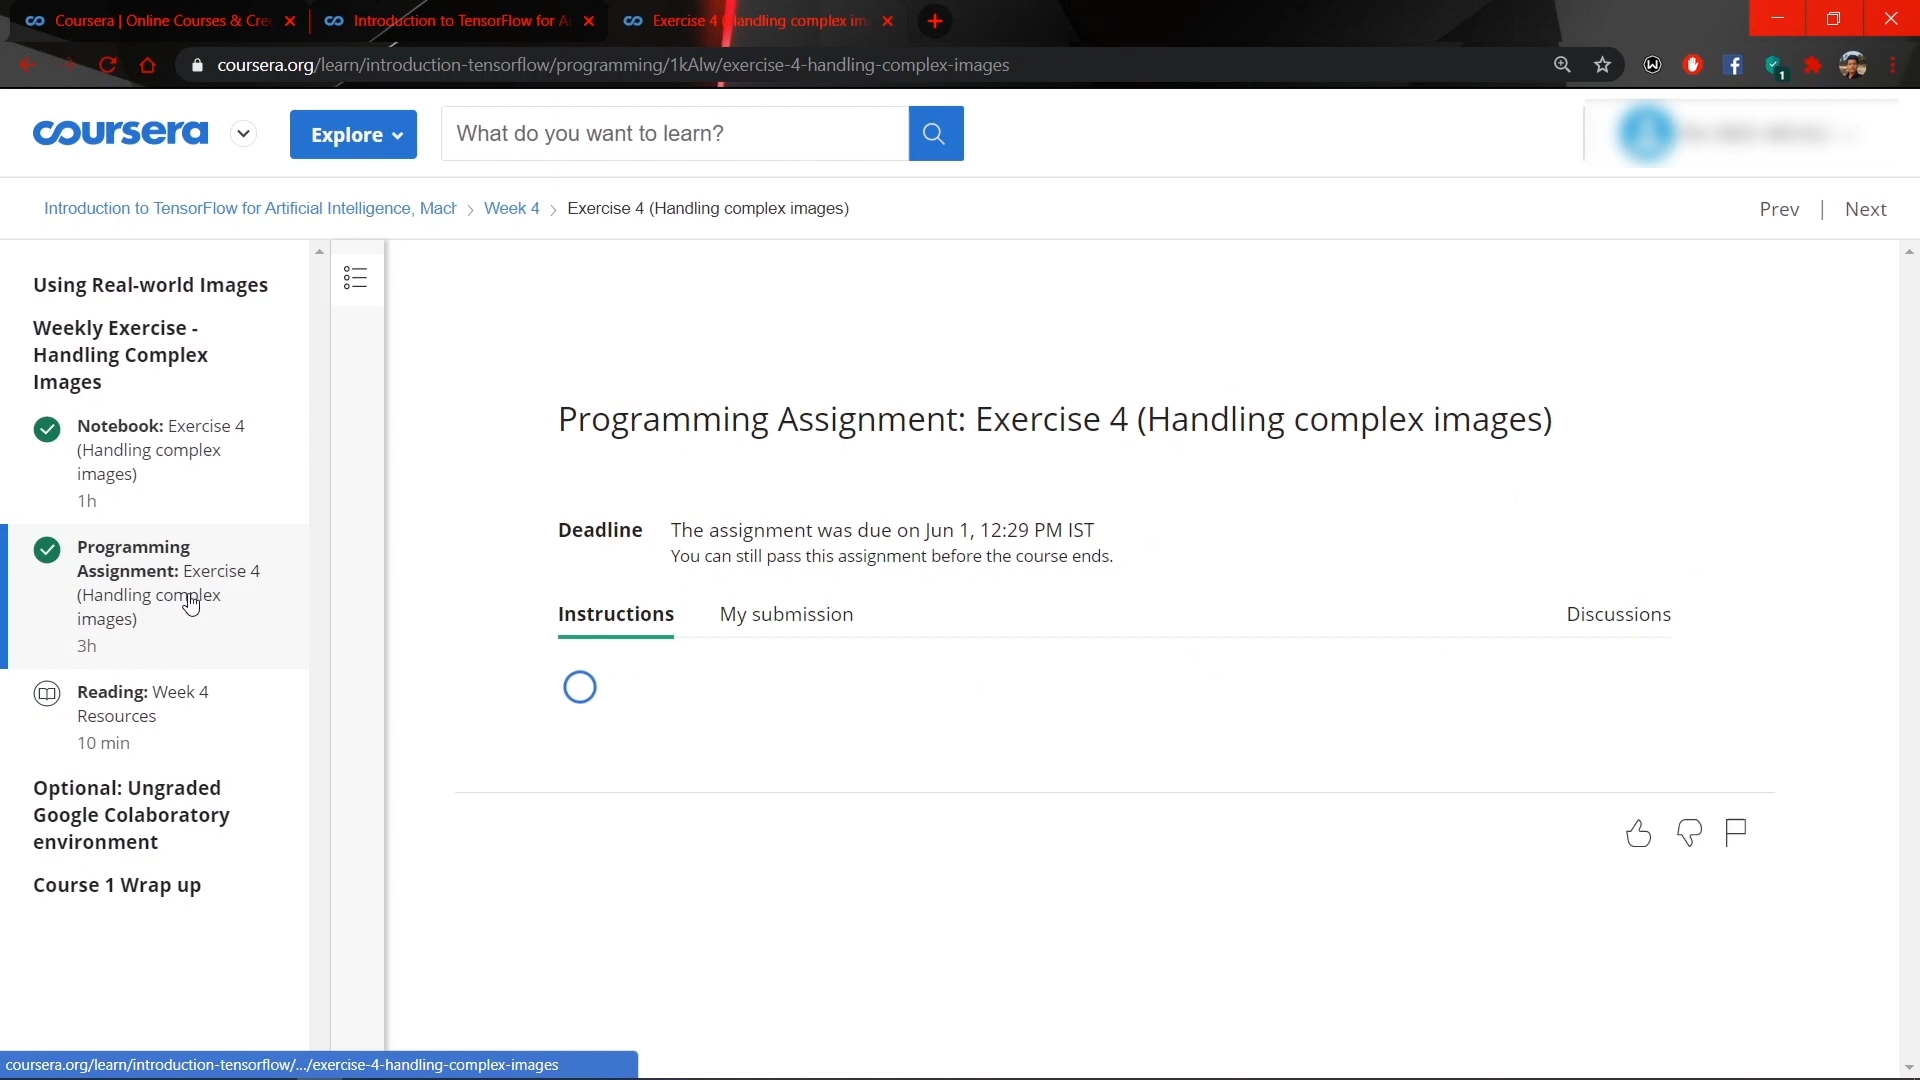 Coursera | Online Courses & Cre
Introduction to TensorFlow for A
Exercise 4 (Handling complex im
coursera.org/learn/introduction-tensorflow/programming/1kAlw/exercise-4-handling-complex-images
1
coursera
Explore
What do you want to learn?
Introduction to TensorFlow for Artificial Intelligence, Mach > Week 4 > Exercise 4 (Handling complex images)
Prev | Next
Using Real-world Images
Weekly Exercise -
Handling Complex
Images
Notebook: Exercise 4
(Handling complex
images)
1h
Programming
Assignment: Exercise 4
(Handling complex
images)
3h
Reading: Week 4
Resources
10 min
Optional: Ungraded
Google Colaboratory
environment
Course 1 Wrap up
Programming Assignment: Exercise 4 (Handling complex images)
Deadline
The assignment was due on Jun 1, 12:29 PM IST
You can still pass this assignment before the course ends.
Instructions
My submission
Discussions
coursera.org/learn/introduction-tensorflow/.../exercise-4-handling-complex-images